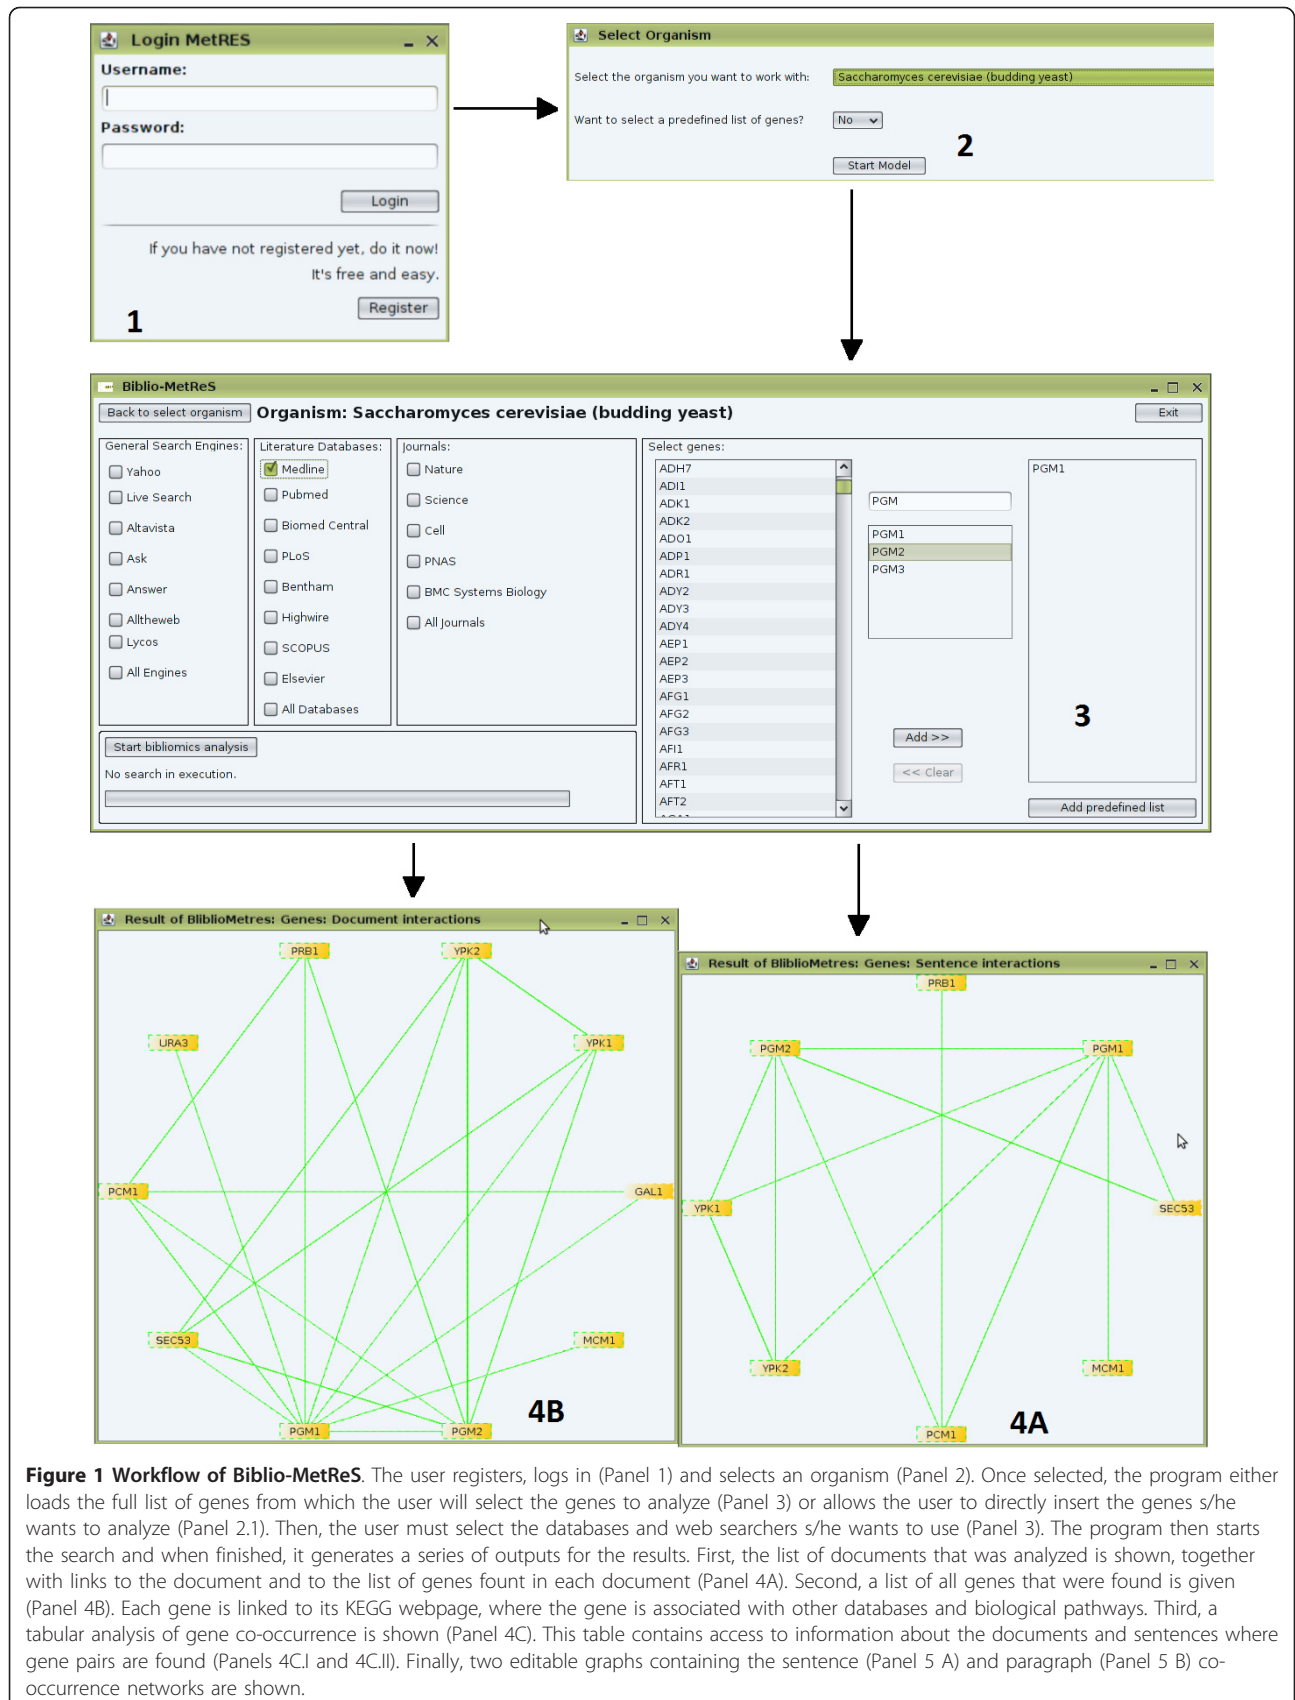 Login MetRES
Username:
Password:
Login
If you have not registered yet, do it now!
It's free and easy.
Register
1
Select Organism
Select the organism you want to work with:
Saccharomyces cerevisiae (budding yeast)
Want to select a predefined list of genes?
No
2
Start Model
Biblio-MetReS
Back to select organism
Organism: Saccharomyces cerevisiae (budding yeast)
Exit
General Search Engines:
Yahoo
Live Search
Altavista
Ask
Answer
Alltheweb
Lycos
All Engines
Literature Databases:
Medline
Pubmed
Biomed Central
PLoS
Bentham
Highwire
SCOPUS
Elsevier
All Databases
Journals:
Nature
Science
Cell
PNAS
BMC Systems Biology
All Journals
Start bibliomics analysis
No search in execution.
Select genes:
ADH7
ADI1
ADK1
ADK2
ADO1
ADP1
ADR1
ADY2
ADY3
ADY4
AEP1
AEP2
AEP3
AFG1
AFG2
AFG3
AFI1
AFR1
AFT1
AFT2
PGM
PGM1
PGM2
PGM3
Add >>
<< Clear
PGM1
3
Add predefined list
Result of BliblioMetres: Genes: Document interactions
PRB1
YPK2
URA3
YPK1
PCM1
GAL1
SEC53
MCM1
PGM1
PGM2
4B
Result of BliblioMetres: Genes: Sentence interactions
PRB1
PGM2
PGM1
YPK1
SEC53
YPK2
MCM1
PCM1
4A
Figure 1 Workflow of Biblio-MetReS. The user registers, logs in (Panel 1) and selects an organism (Panel 2). Once selected, the program either
loads the full list of genes from which the user will select the genes to analyze (Panel 3) or allows the user to directly insert the genes s/he
wants to analyze (Panel 2.1). Then, the user must select the databases and web searchers s/he wants to use (Panel 3). The program then starts
the search and when finished, it generates a series of outputs for the results. First, the list of documents that was analyzed is shown, together
with links to the document and to the list of genes fount in each document (Panel 4A). Second, a list of all genes that were found is given
(Panel 4B). Each gene is linked to its KEGG webpage, where the gene is associated with other databases and biological pathways. Third, a
tabular analysis of gene co-occurrence is shown (Panel 4C). This table contains access to information about the documents and sentences where
gene pairs are found (Panels 4C.I and 4C.II). Finally, two editable graphs containing the sentence (Panel 5 A) and paragraph (Panel 5 B) co-
occurrence networks are shown.